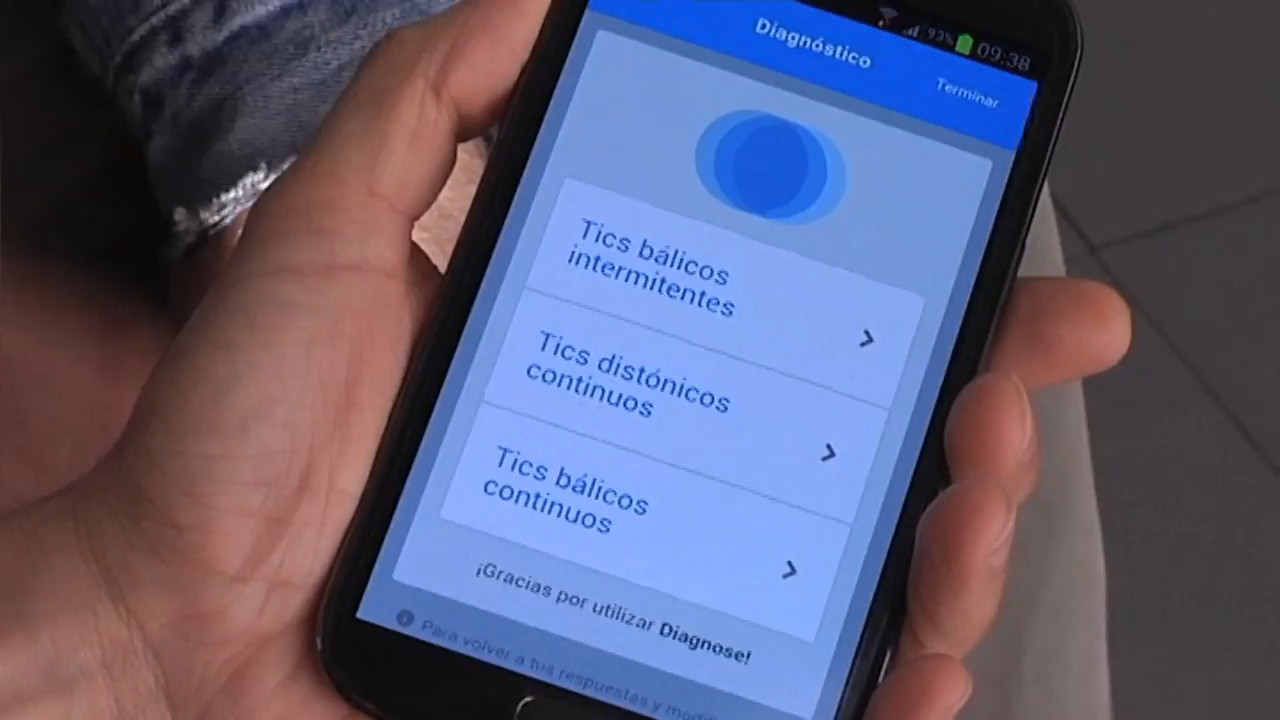 93% 09:38
Diagnóstico
Terminar
Tics bálicos
intermitentes
Tics distónicos
continuos
Tics bálicos
continuos
¡Gracias por utilizar Diagnose!
Para volver a tus respuestas y